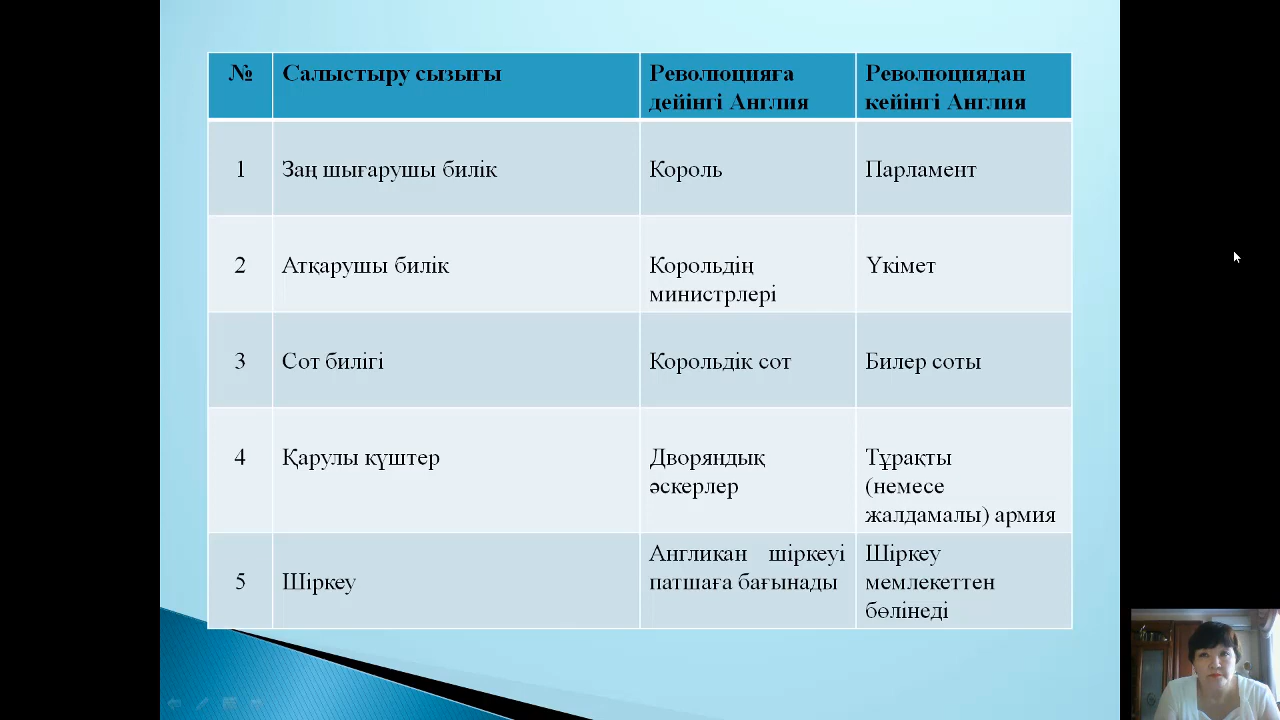 № Салыстыру сызығы Революцияға Революциядан
дейінгі Англия кейінгі Англия
1 Заң шығарушы билік Король Парламент
2 Атқарушы билік Корольдің Үкімет
министрлері
3 Сот билігі Корольдік сот Билер соты
4 Қарулы күштер Дворяндық Тұрақты
әскерлер (немесе
жалдамалы) армия
Англикан шіркеуі Шіркеу
5 Шіркеу патшаға бағынады мемлекеттен
бөлінеді